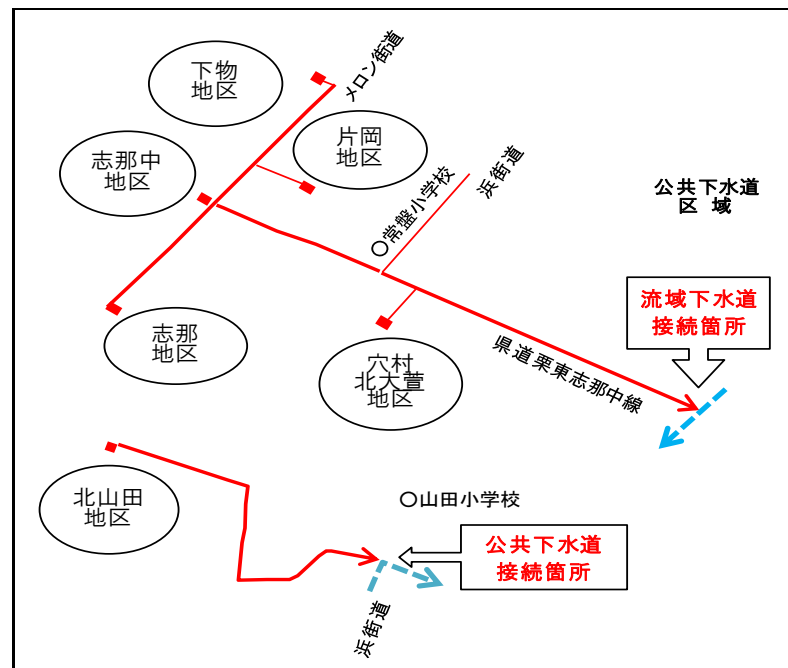 下物
地区
メロン街道
片岡
地区
志那中
地区
○常盤小学校
浜街道
公共下水道
区 域
流域下水道
接続箇所
志那
地区
穴村
北大萱
地区
県道栗東志那中線
北山田
地区
○山田小学校
公共下水道
接続箇所
浜街道